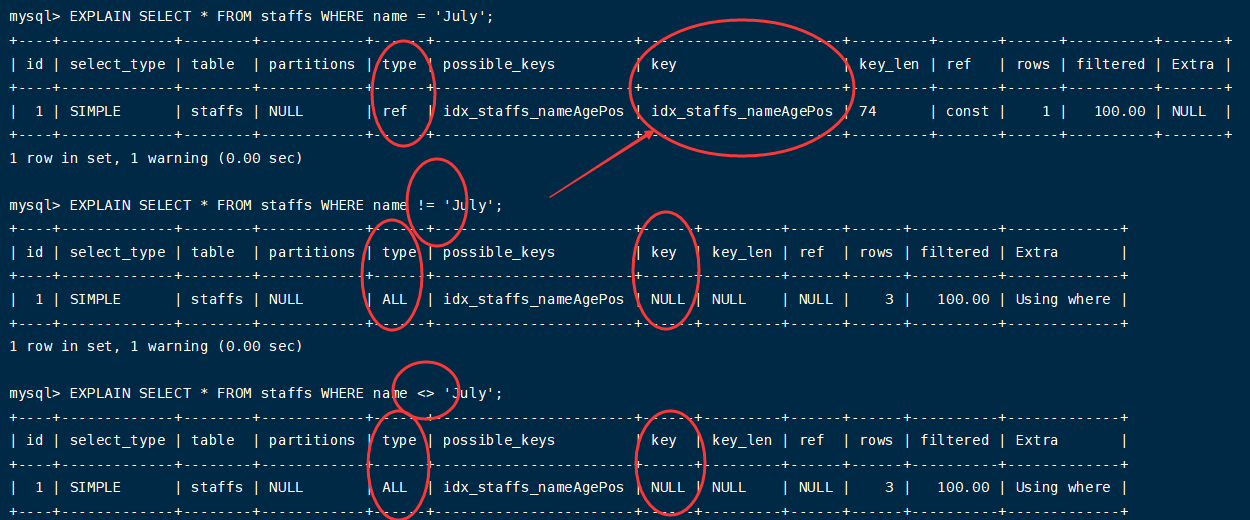 mysql> EXPLAIN SELECT * FROM staffs WHERE name = 'July';
+----+-------------+--------+------------+------+-----------------------+-----------------------+---------+-------+------+----------+-------+
| id | select_type | table  | partitions | type | possible_keys         | key                   | key_len | ref   | rows | filtered | Extra |
+----+-------------+--------+------------+------+-----------------------+-----------------------+---------+-------+------+----------+-------+
|  1 | SIMPLE      | staffs | NULL       | ref  | idx_staffs_nameAgePos | idx_staffs_nameAgePos | 74      | const |    1 |   100.00 | NULL  |
+----+-------------+--------+------------+------+-----------------------+-----------------------+---------+-------+------+----------+-------+
1 row in set, 1 warning (0.00 sec)
mysql> EXPLAIN SELECT * FROM staffs WHERE name != 'July';
+----+-------------+--------+------------+------+-----------------------+------+---------+------+------+----------+-------------+
| id | select_type | table  | partitions | type | possible_keys         | key  | key_len | ref  | rows | filtered | Extra       |
+----+-------------+--------+------------+------+-----------------------+------+---------+------+------+----------+-------------+
|  1 | SIMPLE      | staffs | NULL       | ALL  | idx_staffs_nameAgePos | NULL | NULL    | NULL |    3 |   100.00 | Using where |
+----+-------------+--------+------------+------+-----------------------+------+---------+------+------+----------+-------------+
1 row in set, 1 warning (0.00 sec)
mysql> EXPLAIN SELECT * FROM staffs WHERE name <> 'July';
+----+-------------+--------+------------+------+-----------------------+------+---------+------+------+----------+-------------+
| id | select_type | table  | partitions | type | possible_keys         | key  | key_len | ref  | rows | filtered | Extra       |
+----+-------------+--------+------------+------+-----------------------+------+---------+------+------+----------+-------------+
|  1 | SIMPLE      | staffs | NULL       | ALL  | idx_staffs_nameAgePos | NULL | NULL    | NULL |    3 |   100.00 | Using where |
+----+-------------+--------+------------+------+-----------------------+------+---------+------+------+----------+-------------+